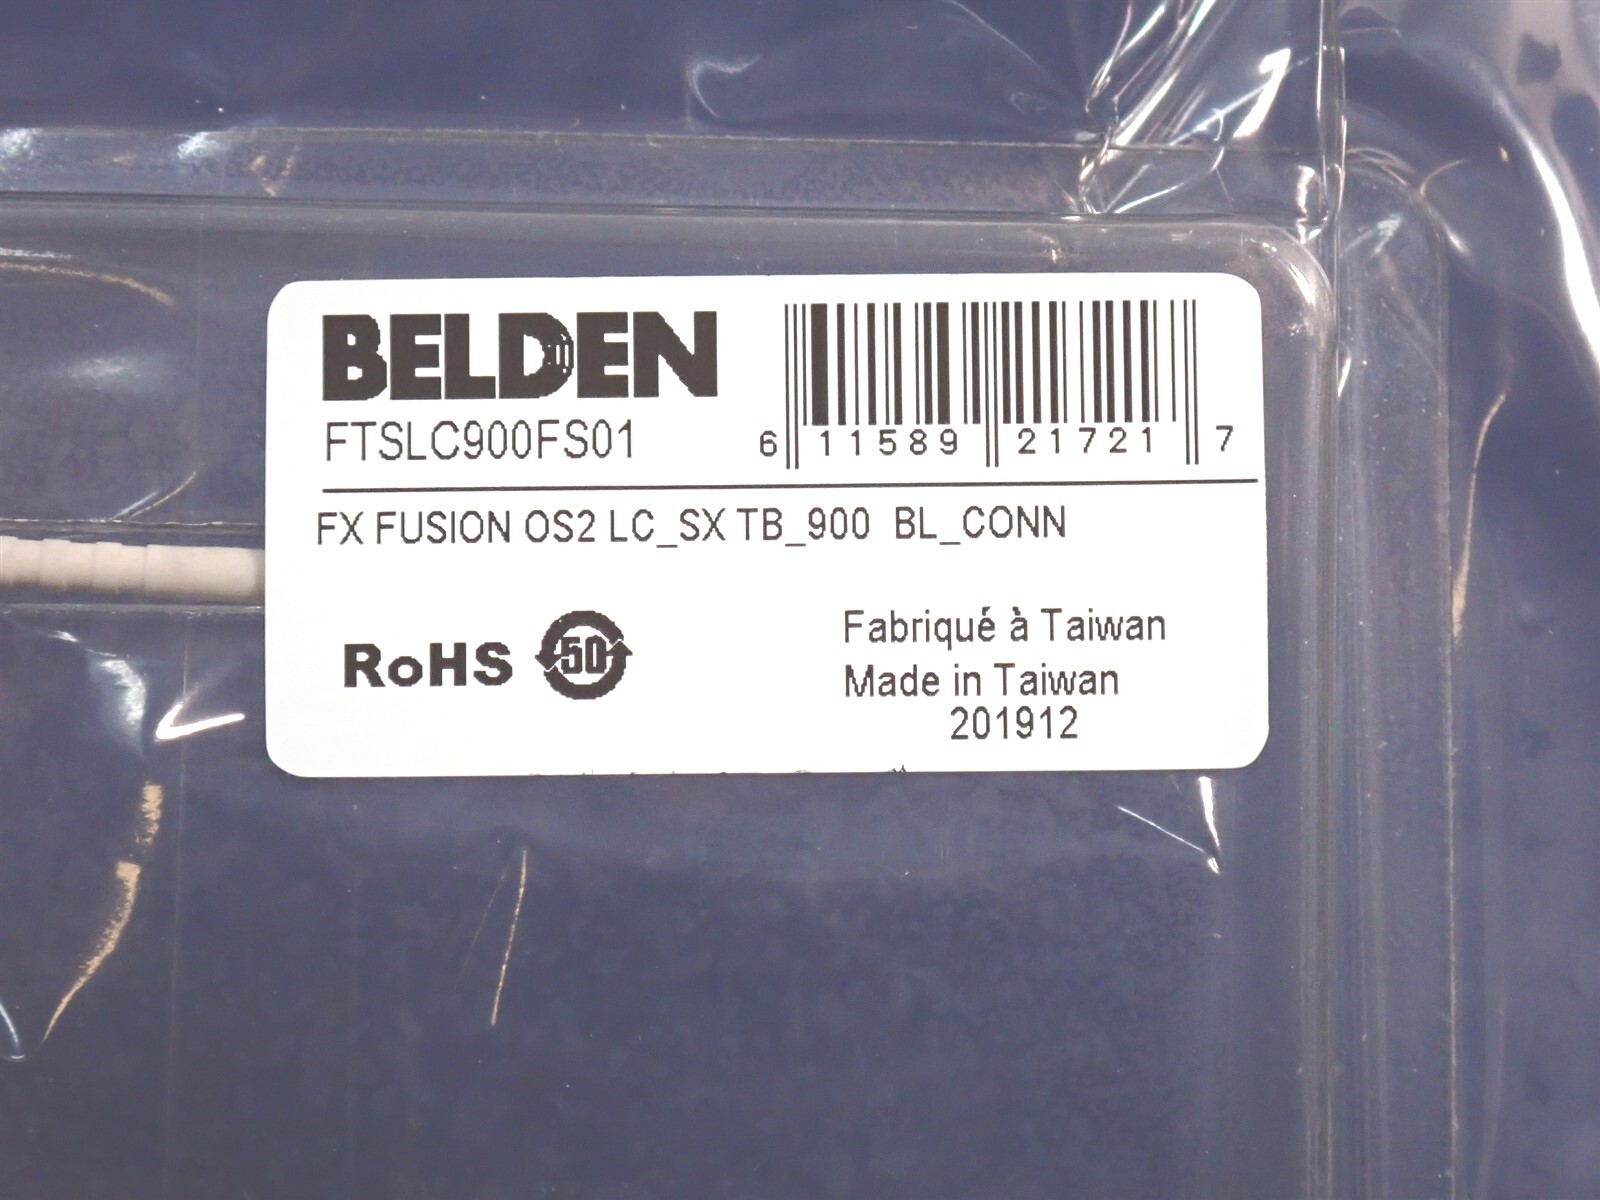 BELDEN
FTSLC900FS01
6 11589 21721 7
FX FUSION OS2 LC_SX TB_900 BL_CONN
RoHS 50
Fabriqué à Taiwan
Made in Taiwan
201912